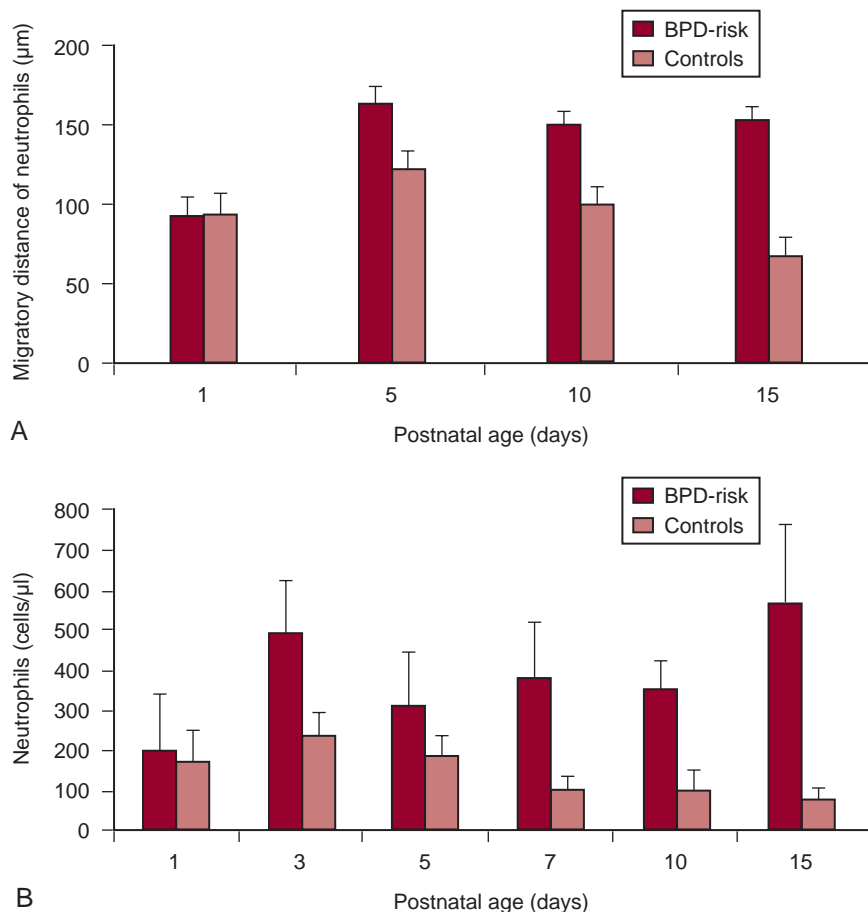 BPD-risk
Controls
Migratory distance of neutrophils (µm)
200
150
100
50
0
1 5 10 15
Postnatal age (days)
A
BPD-risk
Controls
Neutrophils (cells/µl)
800
700
600
500
400
300
200
100
0
1 3 5 7 10 15
Postnatal age (days)
B